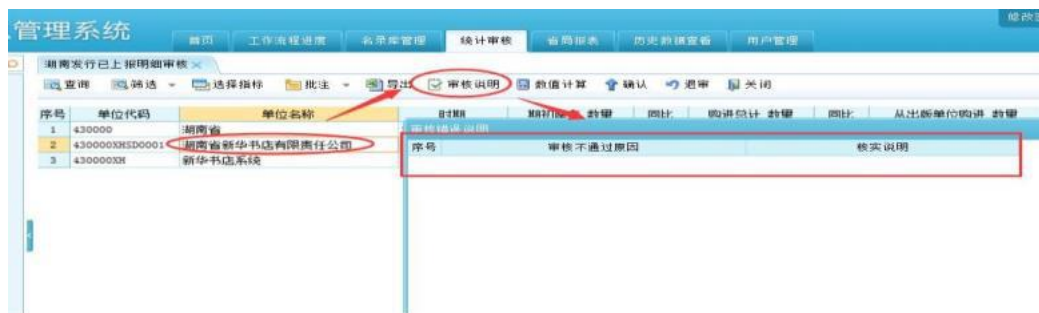 管理系统
修改
首页 工作流程进度 名录库管理 统计审核 省局报表 历史数据查看 用户管理
湖南发行已上报明细审核 ×
查询 筛选 选择指标 批注 导出 审核说明 数值计算 确认 退审 关闭
序号 单位代码 单位名称 时期 数量 同比 购进总计 数量 同比 从出版单位购进 数量
1 430000 湖南省
2 430000XHSD0001 湖南省新华书店有限责任公司
3 430000XH 新华书店系统
审核错误说明
序号 审核不通过原因 核实说明